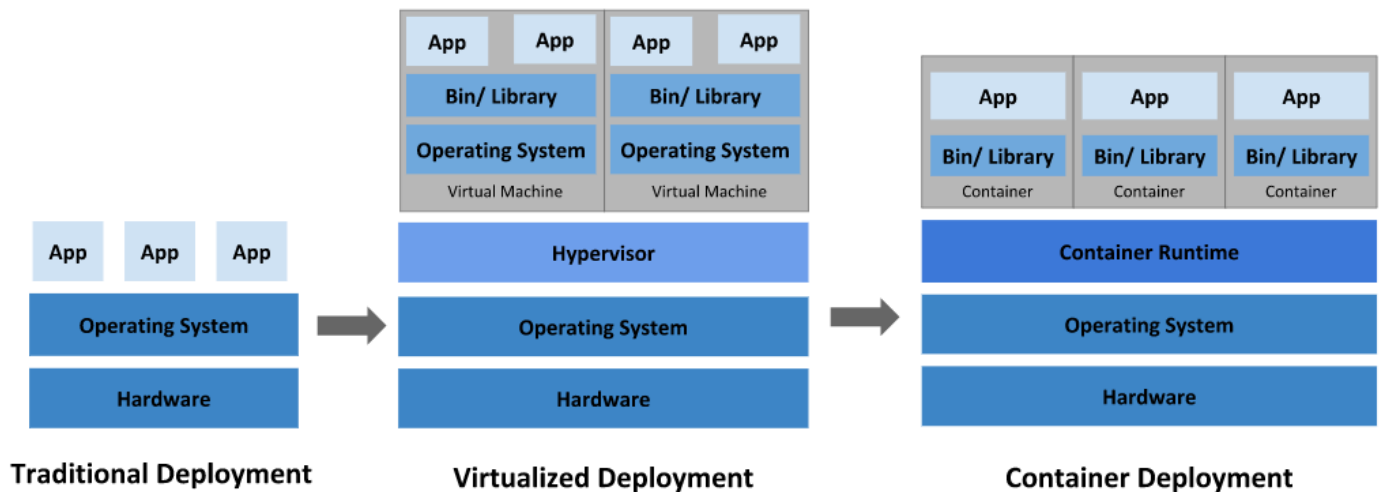 App App App
Operating System
Hardware
Traditional Deployment
App App App App
Bin/ Library Bin/ Library
Operating System Operating System
Virtual Machine Virtual Machine
Hypervisor
Operating System
Hardware
Virtualized Deployment
App App App
Bin/ Library Bin/ Library Bin/ Library
Container Container Container
Container Runtime
Operating System
Hardware
Container Deployment